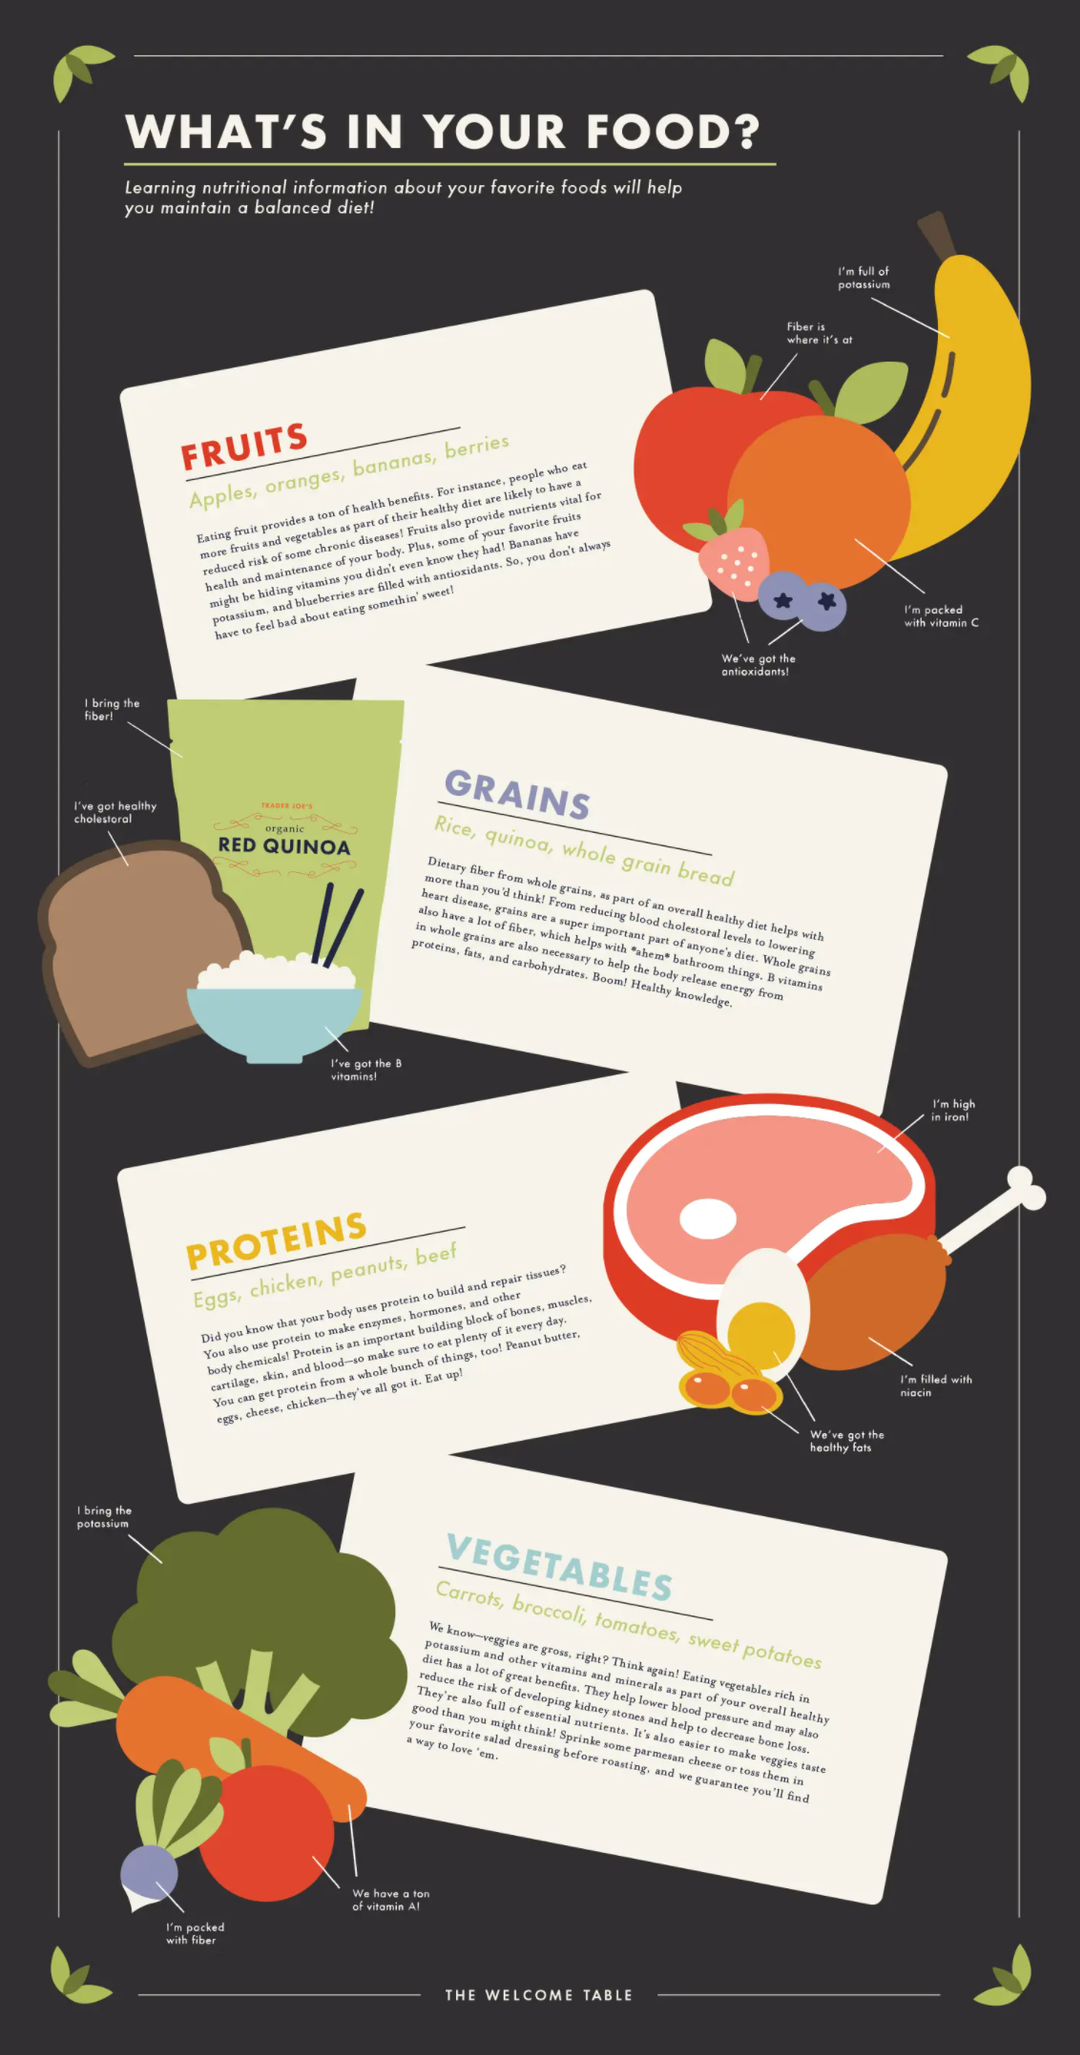 WHAT'S IN YOUR FOOD?
Learning nutritional information about your favorite foods will help
you maintain a balanced diet!
I'm full of
potassium
Fiber is
where it's at
FRUITS
Apples, oranges, bananas, berries
Eating fruit provides a ton of health benefits. For instance, people who eat
more fruits and vegetables as part of their healthy diet are likely to have a
reduced risk of some chronic diseases! Fruits also provide nutrients vital for
health and maintenance of your body. Plus, some of your favorite fruits
might be hiding vitamins you didn't even know they had! Bananas have
potassium, and blueberries are filled with antioxidants. So, you don't always
have to feel bad about eating somethin' sweet!
I'm packed
with vitamin C
We've got the
antioxidants!
I bring the
fiber!
I've got healthy
cholestoral
TRADER JOE'S
organic
RED QUINOA
GRAINS
Rice, quinoa, whole grain bread
Dietary fiber from whole grains, as part of an overall healthy diet helps with
more than you'd think! From reducing blood cholestoral levels to lowering
heart disease, grains are a super important part of anyone's diet. Whole grains
also have a lot of fiber, which helps with *ahem* bathroom things. B vitamins
in whole grains are also necessary to help the body release energy from
proteins, fats, and carbohydrates. Boom! Healthy knowledge.
I've got the B
vitamins!
I'm high
in iron!
PROTEINS
Eggs, chicken, peanuts, beef
Did you know that your body uses protein to build and repair tissues?
You also use protein to make enzymes, hormones, and other
body chemicals! Protein is an important building block of bones, muscles,
cartilage, skin, and blood—so make sure to eat plenty of it every day.
You can get protein from a whole bunch of things, too! Peanut butter,
eggs, cheese, chicken—they've all got it. Eat up!
I'm filled with
niacin
We've got the
healthy fats
I bring the
potassium
VEGETABLES
Carrots, broccoli, tomatoes, sweet potatoes
We know—veggies are gross, right? Think again! Eating vegetables rich in
potassium and other vitamins and minerals as part of your overall healthy
diet has a lot of great benefits. They help lower blood pressure and may also
reduce the risk of developing kidney stones and help to decrease bone loss.
They're also full of essential nutrients. It's also easier to make veggies taste
good than you might think! Sprinke some parmesan cheese or toss them in
your favorite salad dressing before roasting, and we guarantee you'll find
a way to love 'em.
We have a ton
of vitamin A!
I'm packed
with fiber
THE WELCOME TABLE